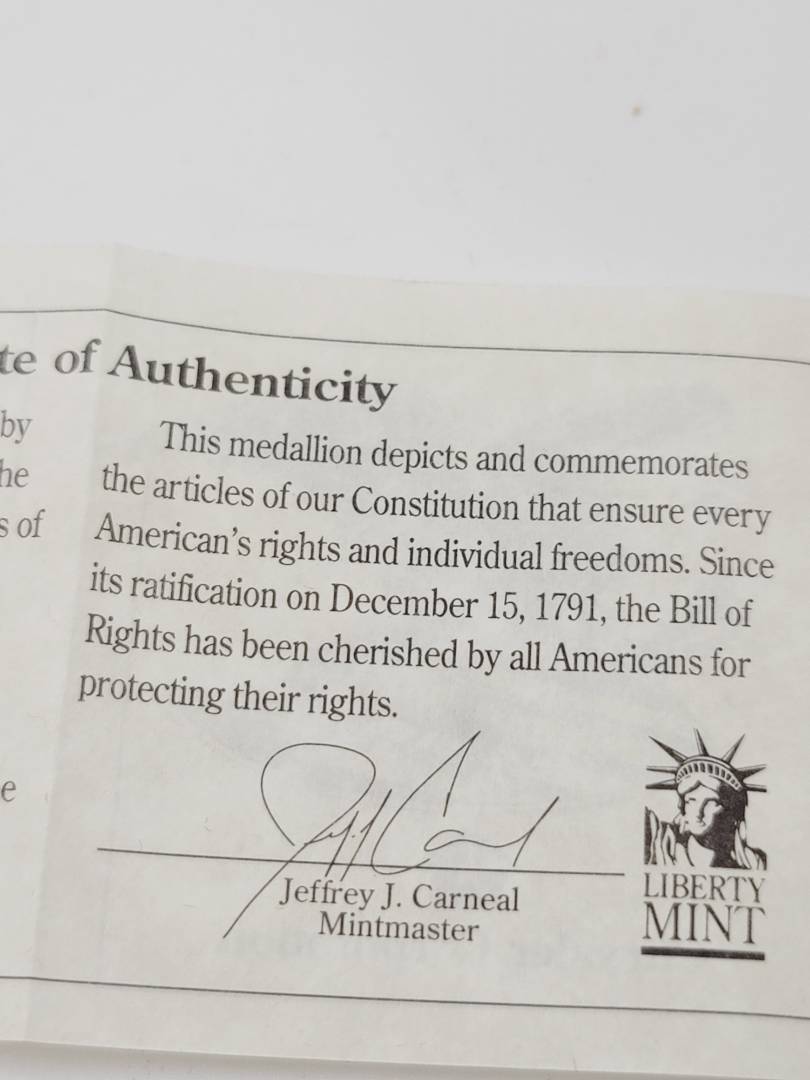 te of Authenticity
by
he
s of
e
This medallion depicts and commemorates
the articles of our Constitution that ensure every
American's rights and individual freedoms. Since
its ratification on December 15, 1791, the Bill of
Rights has been cherished by all Americans for
protecting their rights.
Jeffrey J. Carneal
Mintmaster
LIBERTY
MINT